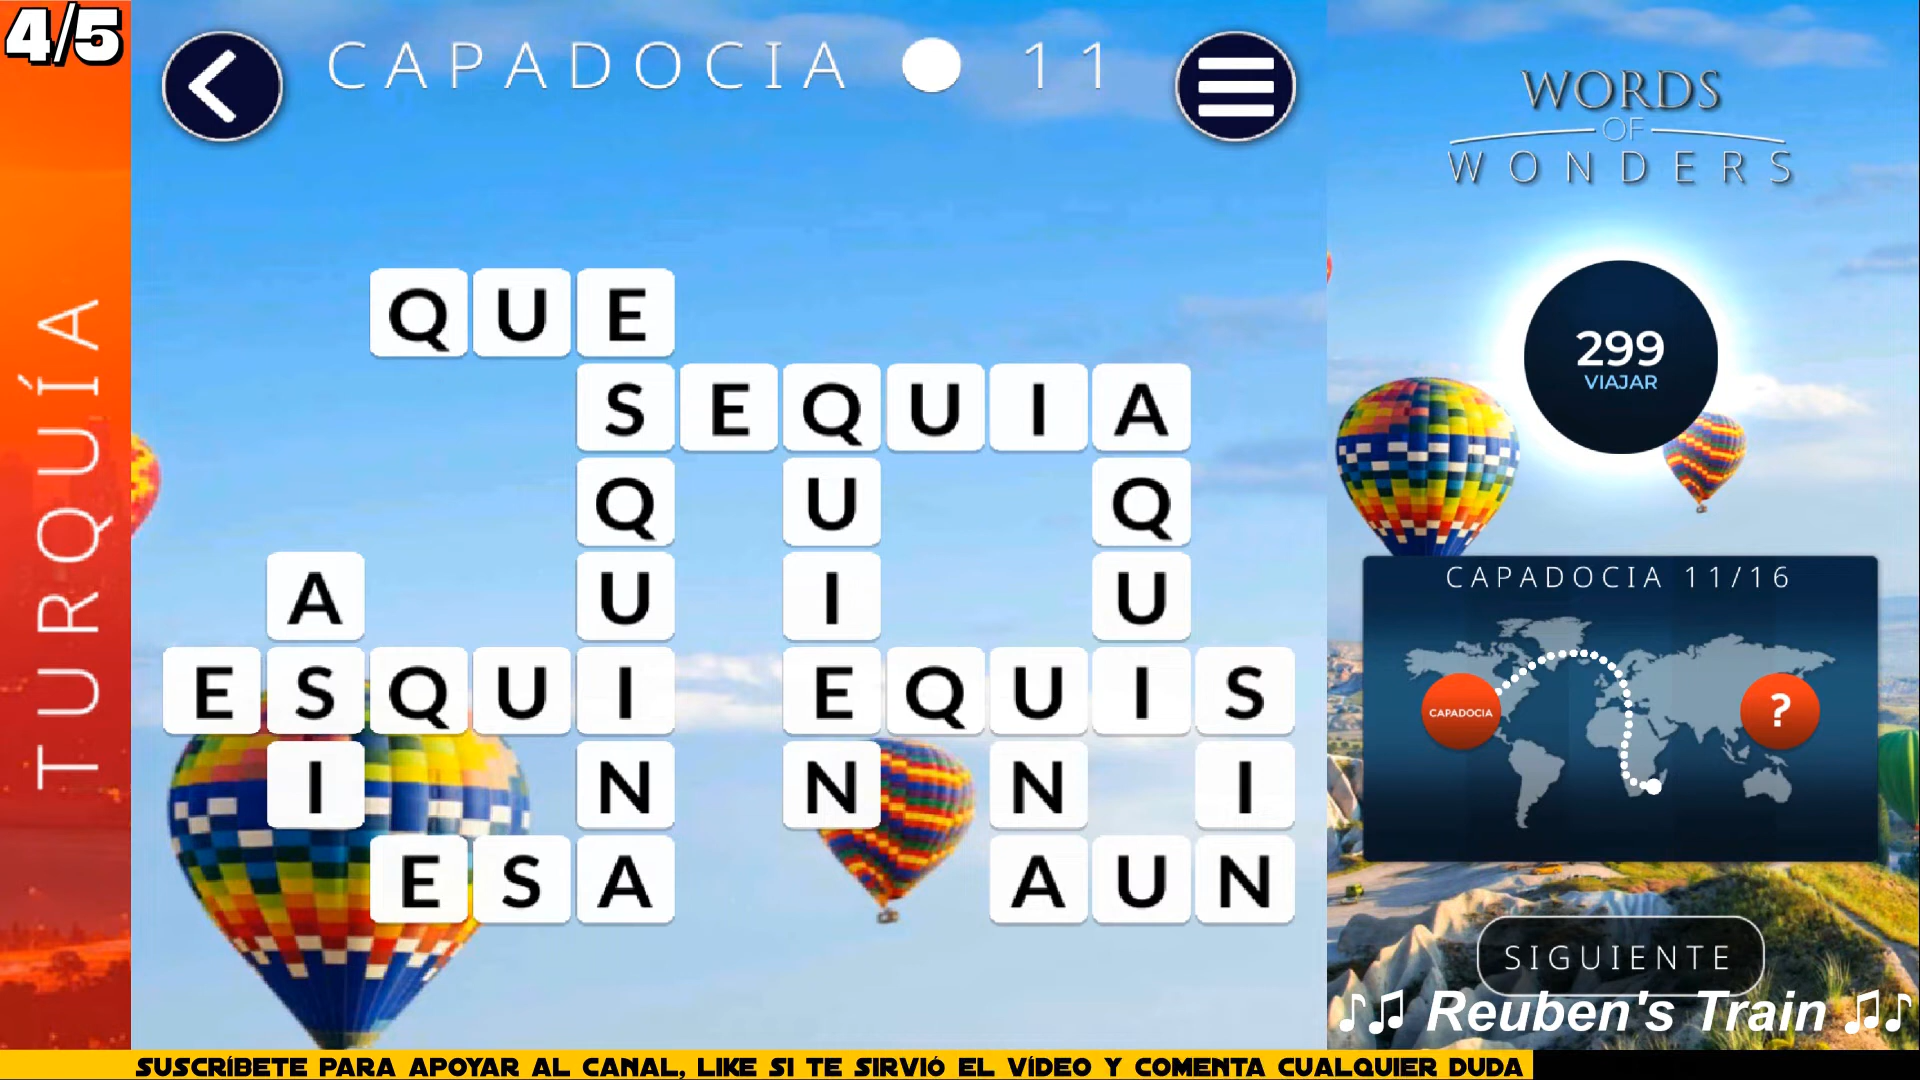 4/5
TURQUÍA
CAPADOCIA 11
QUE
SEQUIA
Q U Q
A U I U
ESQUI EQUIS
I N N N I
ESA AUN
WORDS
OF
WONDERS
299
VIAJAR
CAPADOCIA 11/16
CAPADOCIA ?
SIGUIENTE
♪♫ Reuben's Train ♫♪
SUSCRÍBETE PARA APOYAR AL CANAL, LIKE SI TE SIRVIÓ EL VÍDEO Y COMENTA CUALQUIER DUDA